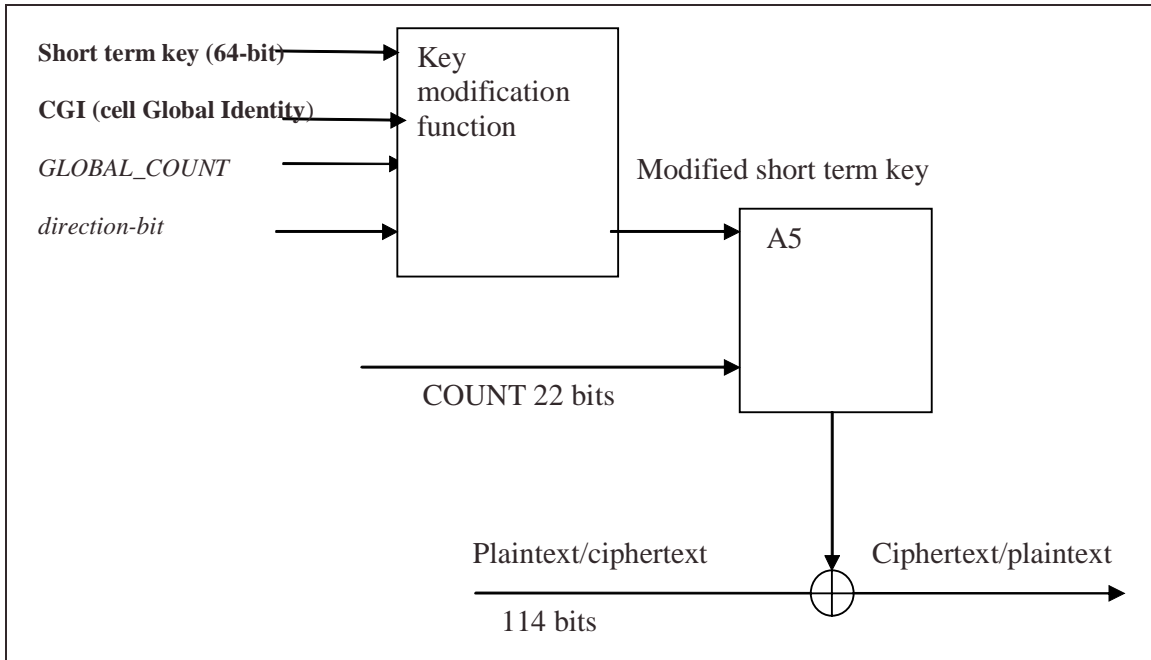 Short term key (64-bit)
CGI (cell Global Identity)
GLOBAL_COUNT
direction-bit
Key
modification
function
Modified short term key
A5
COUNT 22 bits
Plaintext/ciphertext
Ciphertext/plaintext
114 bits